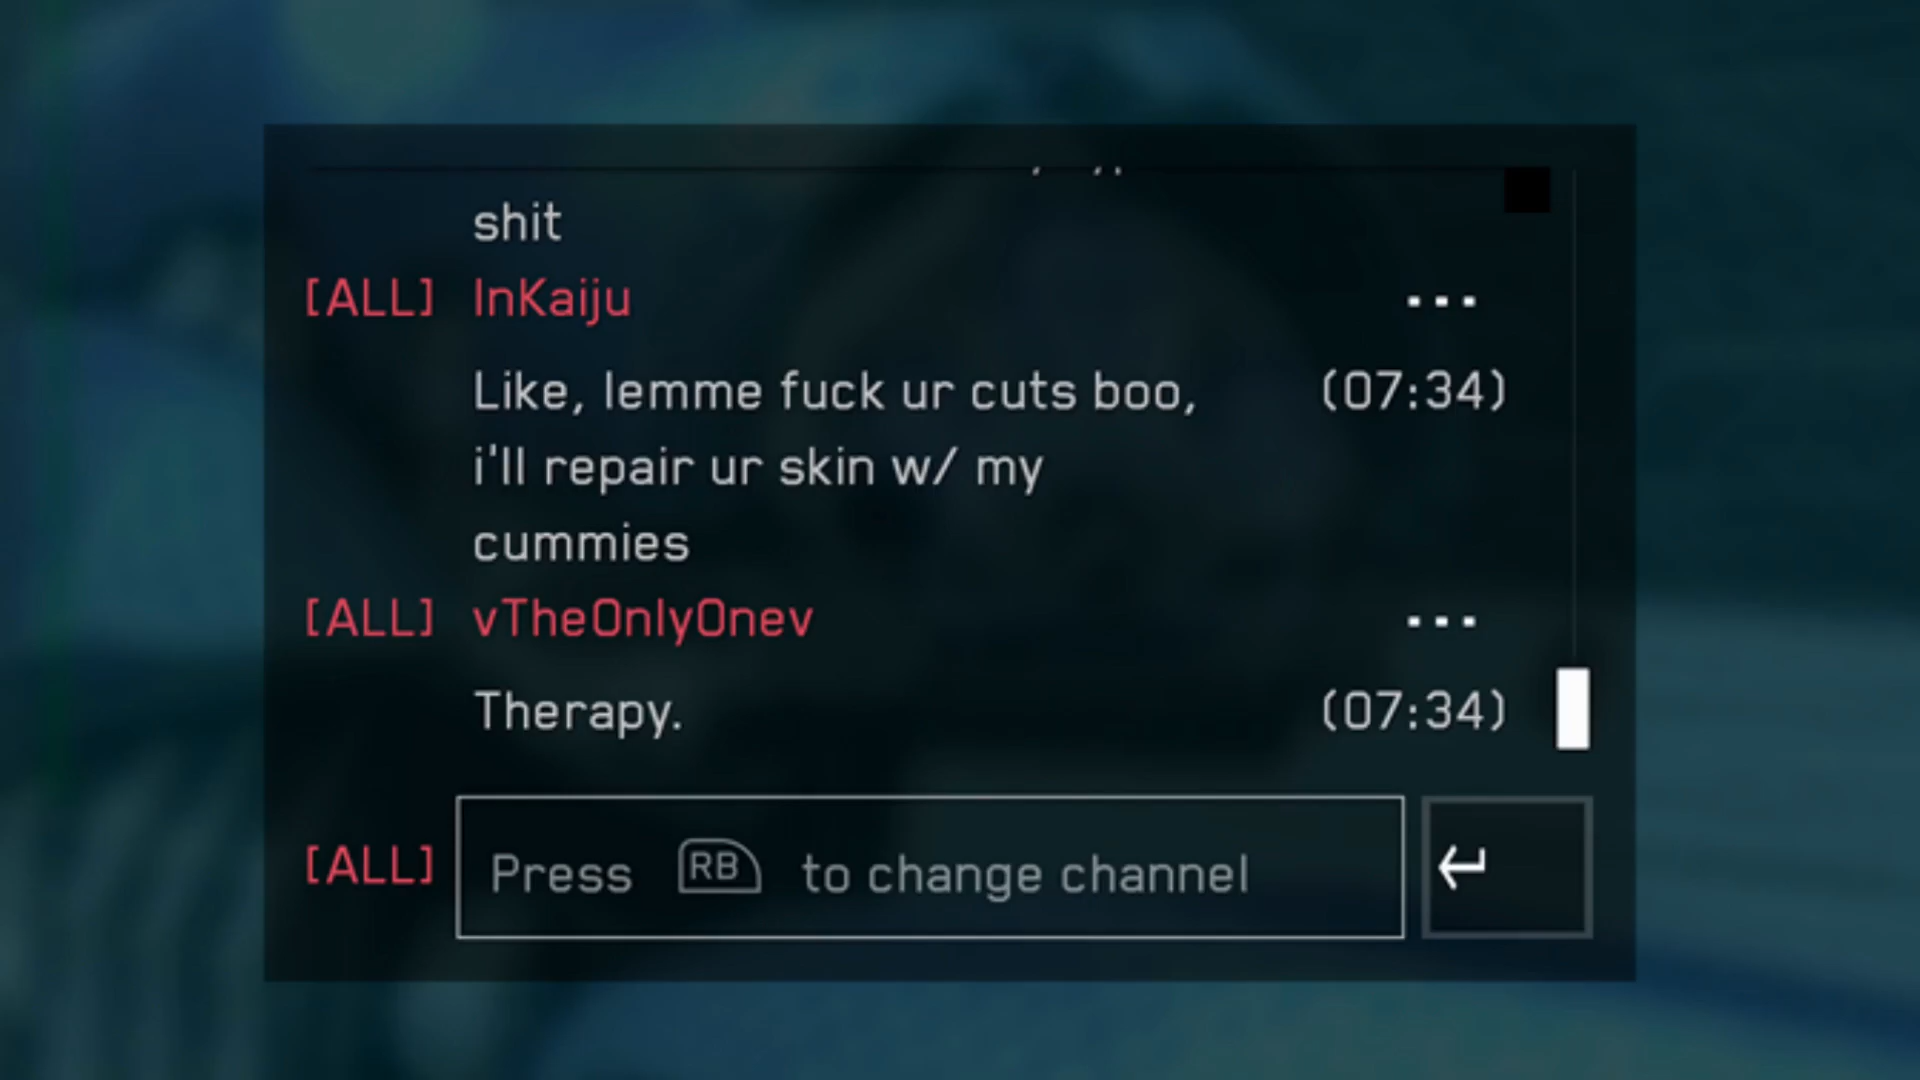 shit
[ALL] InKaiju ...
Like, lemme fuck ur cuts boo, (07:34)
i'll repair ur skin w/ my
cummies
[ALL] vTheOnlyOnev ...
Therapy. (07:34)
[ALL] Press RB to change channel